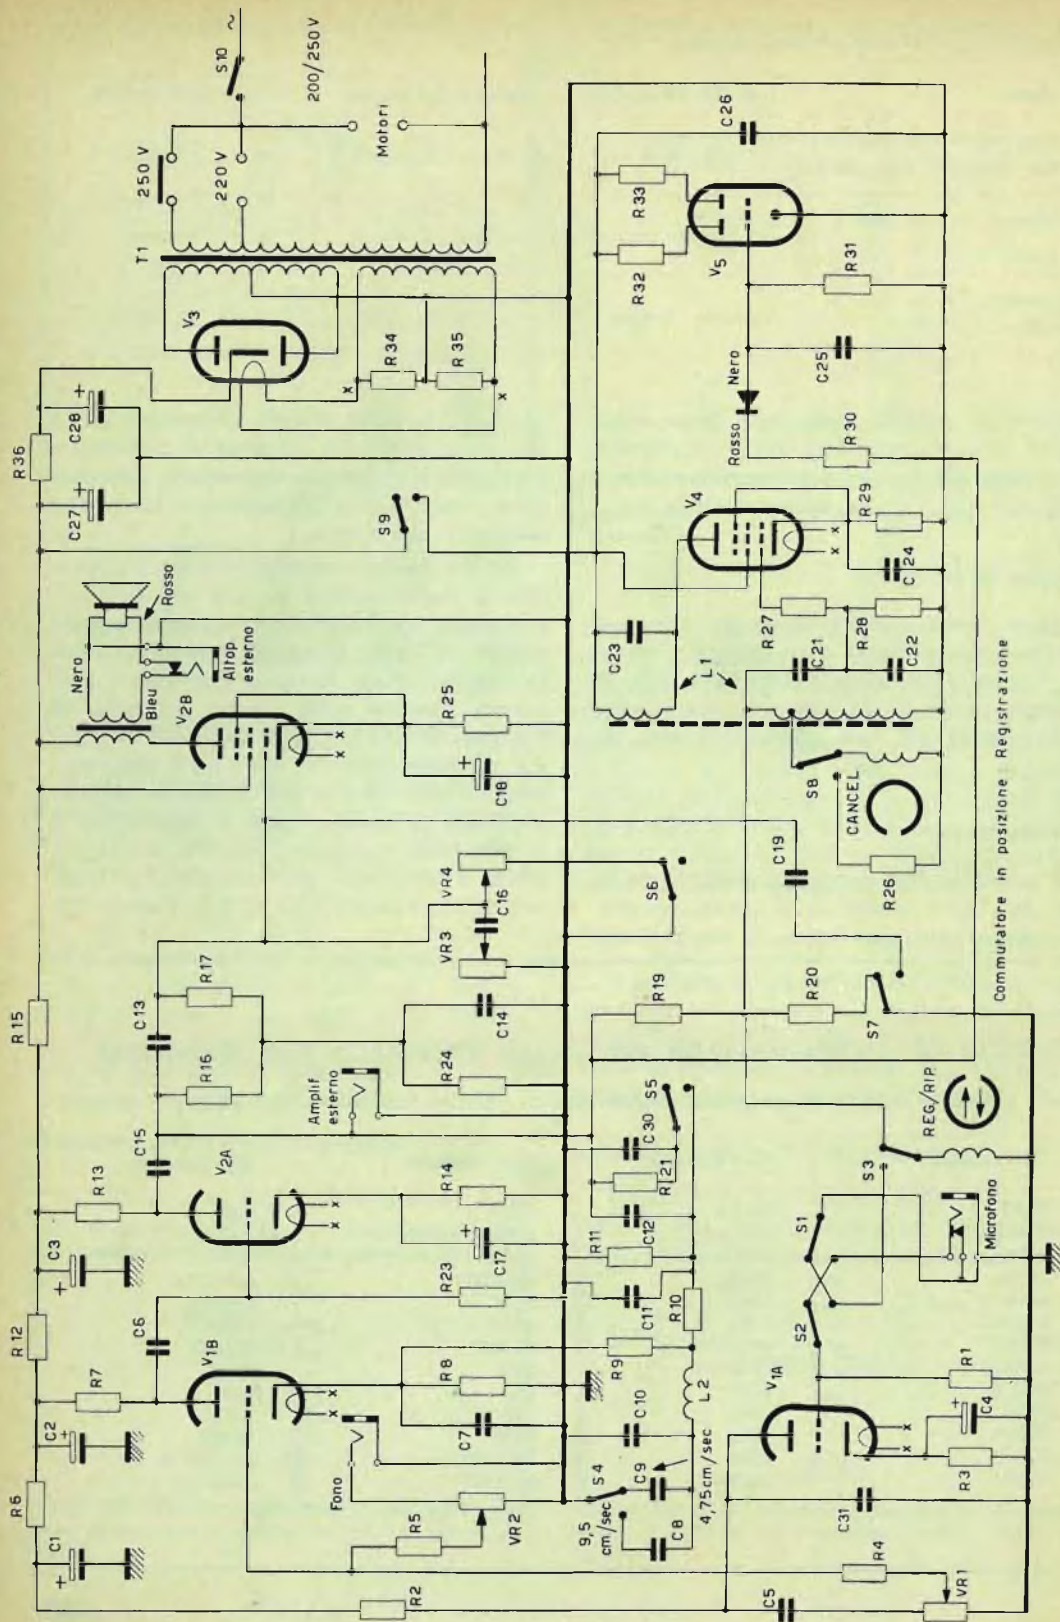 R6
R12
R15
R36
C1
+
C2
+
C3
+
C27
+
C28
+
R7
R13
Nero
Rosso
Bleu
Altop
esterno
C6
C15
C13
R16
R17
R2
V1B
V2A
V2B
V3
T1
250V
220V
S10
~
200/250V
Motori
x
x
x
x
x
x
Fono
Amplif
esterno
S9
R34
R35
x
x
R5
VR2
C7
R8
R23
C17
+
R14
R24
C14
VR3
C16
VR4
C18
+
R25
S4
9,5
cm/sec
C8
C9
4,75cm/sec
C10
L2
R9
R10
C11
R11
C12
R21
C30
S5
R19
S6
C23
L1
V4
x
x
R32
R33
V5
C26
Rosso
Nero
R20
S7
C19
S8
CANCEL
R26
C21
C22
R27
R28
C24
R29
R30
C25
R31
V1A
x
x
S2
S1
S3
REG/RIP.
Microfono
C5
R4
VR1
C31
R3
C4
+
R1
Commutatore in posizione: Registrazione